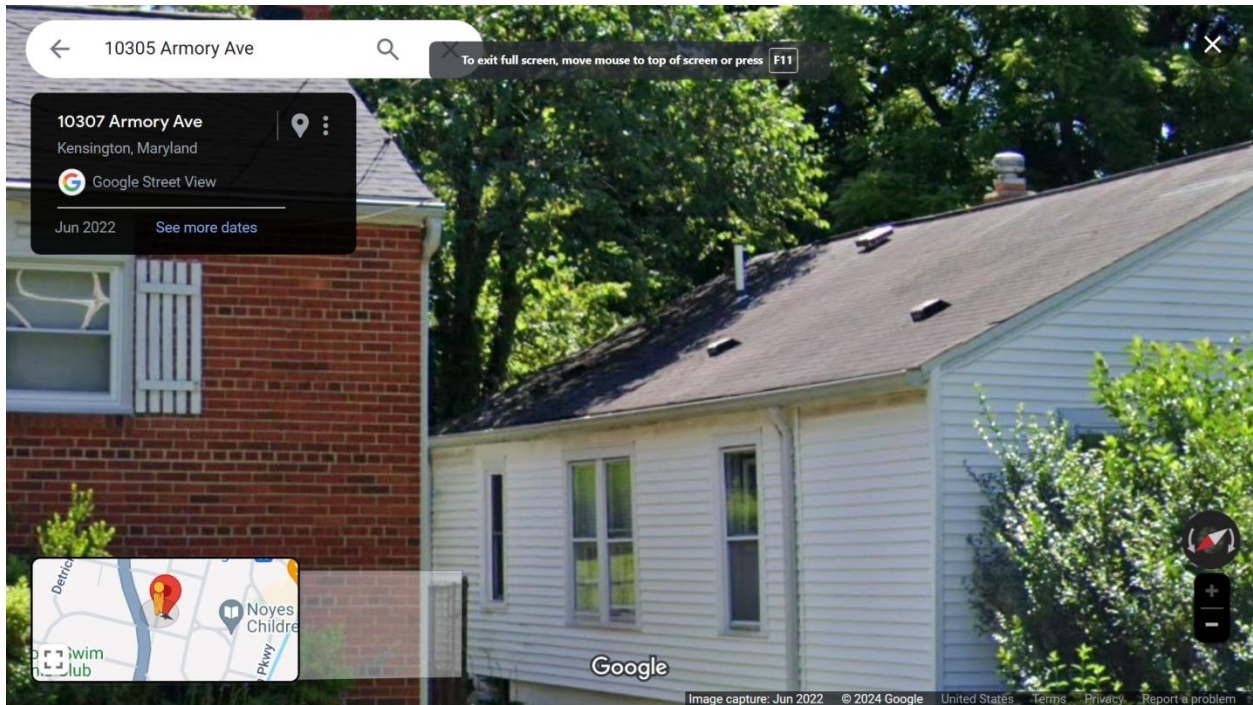 10305 Armory Ave
To exit full screen, move mouse to top of screen or press F11
10307 Armory Ave
Kensington, Maryland
Google Street View
Jun 2022 See more dates
Detric
Noyes
Childre
Swim
Club
Pkwy
Google
Image capture: Jun 2022 © 2024 Google United States Terms Privacy Report a problem